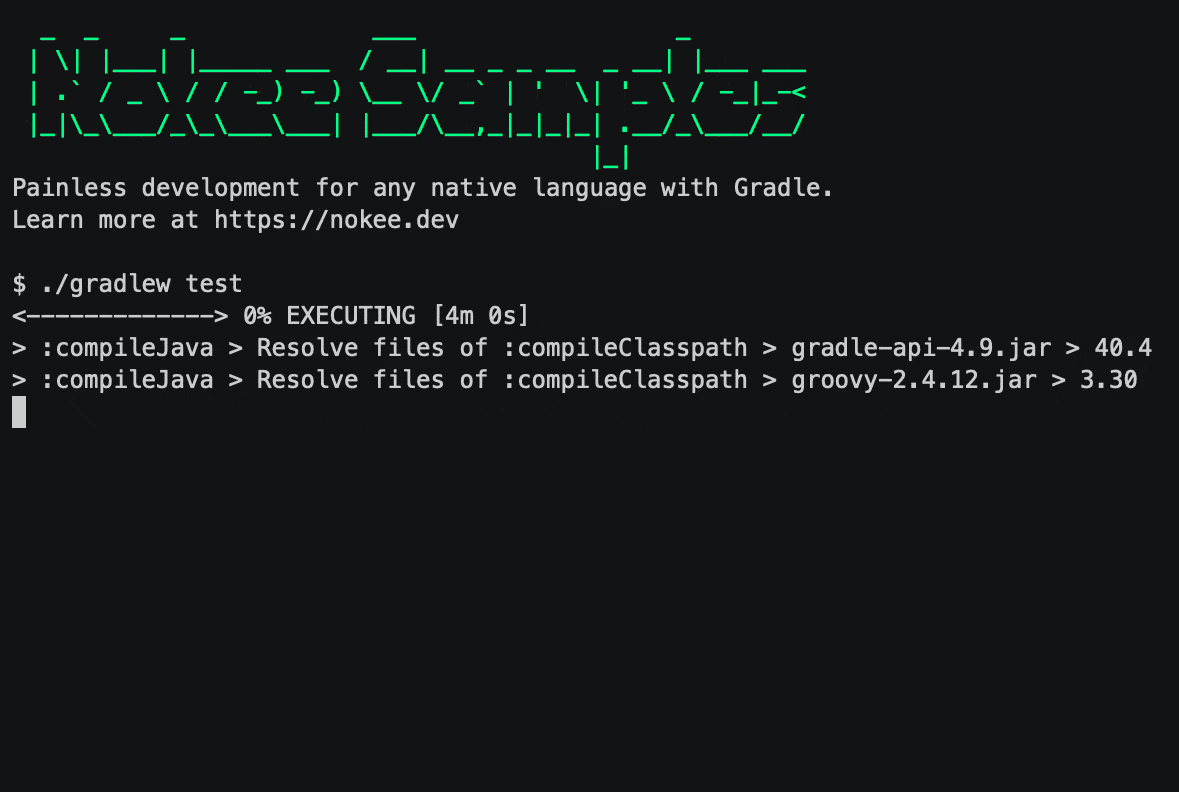 Nokee Samples
Painless development for any native language with Gradle.
Learn more at https://nokee.dev
$ ./gradlew test
<-------------> 0% EXECUTING [4m 0s]
> :compileJava > Resolve files of :compileClasspath > gradle-api-4.9.jar > 40.4
> :compileJava > Resolve files of :compileClasspath > groovy-2.4.12.jar > 3.30